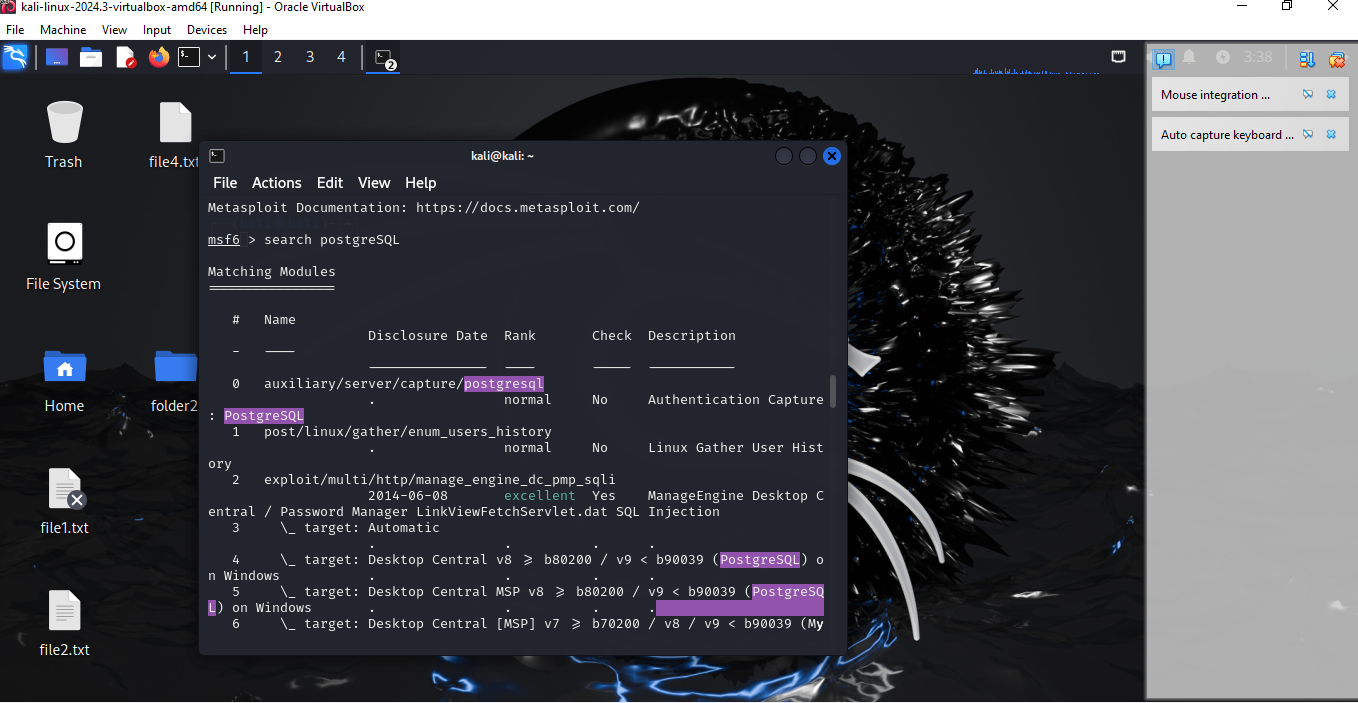 kali-linux-2024.3-virtualbox-amd64 [Running] - Oracle VirtualBox
File Machine View Input Devices Help
1 2 3 4 2
3:38
Mouse integration ...
Auto capture keyboard ...
Trash
file4.txt
File System
Home
folder2
file1.txt
file2.txt
kali@kali: ~
File Actions Edit View Help
Metasploit Documentation: https://docs.metasploit.com/
msf6 > search postgreSQL
Matching Modules
================
# Name
Disclosure Date Rank Check Description
- ----
--------------- ---- ----- -----------
0 auxiliary/server/capture/postgresql
. normal No Authentication Capture
: PostgreSQL
1 post/linux/gather/enum_users_history
. normal No Linux Gather User Hist
ory
2 exploit/multi/http/manage_engine_dc_pmp_sqli
2014-06-08 excellent Yes ManageEngine Desktop C
entral / Password Manager LinkViewFetchServlet.dat SQL Injection
3 \_ target: Automatic
. . . .
4 \_ target: Desktop Central v8 >= b80200 / v9 < b90039 (PostgreSQL) o
n Windows . . . .
5 \_ target: Desktop Central MSP v8 >= b80200 / v9 < b90039 (PostgreSQ
L) on Windows . . . .
6 \_ target: Desktop Central [MSP] v7 >= b70200 / v8 / v9 < b90039 (My